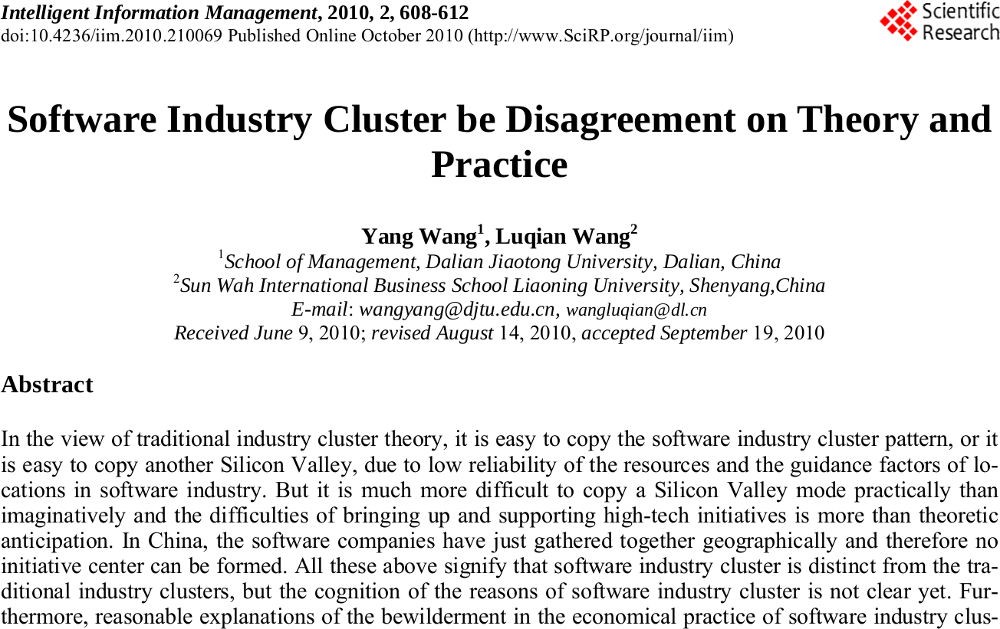 Intelligent Information Management, 2010, 2, 608-612
doi:10.4236/iim.2010.210069 Published Online October 2010 (http://www.SciRP.org/journal/iim)
Scientific
Research
Software Industry Cluster be Disagreement on Theory and
Practice
Yang Wang1, Luqian Wang2
1School of Management, Dalian Jiaotong University, Dalian, China
2Sun Wah International Business School Liaoning University, Shenyang,China
E-mail: wangyang@djtu.edu.cn, wangluqian@dl.cn
Received June 9, 2010; revised August 14, 2010, accepted September 19, 2010
Abstract
In the view of traditional industry cluster theory, it is easy to copy the software industry cluster pattern, or it
is easy to copy another Silicon Valley, due to low reliability of the resources and the guidance factors of lo-
cations in software industry. But it is much more difficult to copy a Silicon Valley mode practically than
imaginatively and the difficulties of bringing up and supporting high-tech initiatives is more than theoretic
anticipation. In China, the software companies have just gathered together geographically and therefore no
initiative center can be formed. All these above signify that software industry cluster is distinct from the tra-
ditional industry clusters, but the cognition of the reasons of software industry cluster is not clear yet. Fur-
thermore, reasonable explanations of the bewilderment in the economical practice of software industry clus-